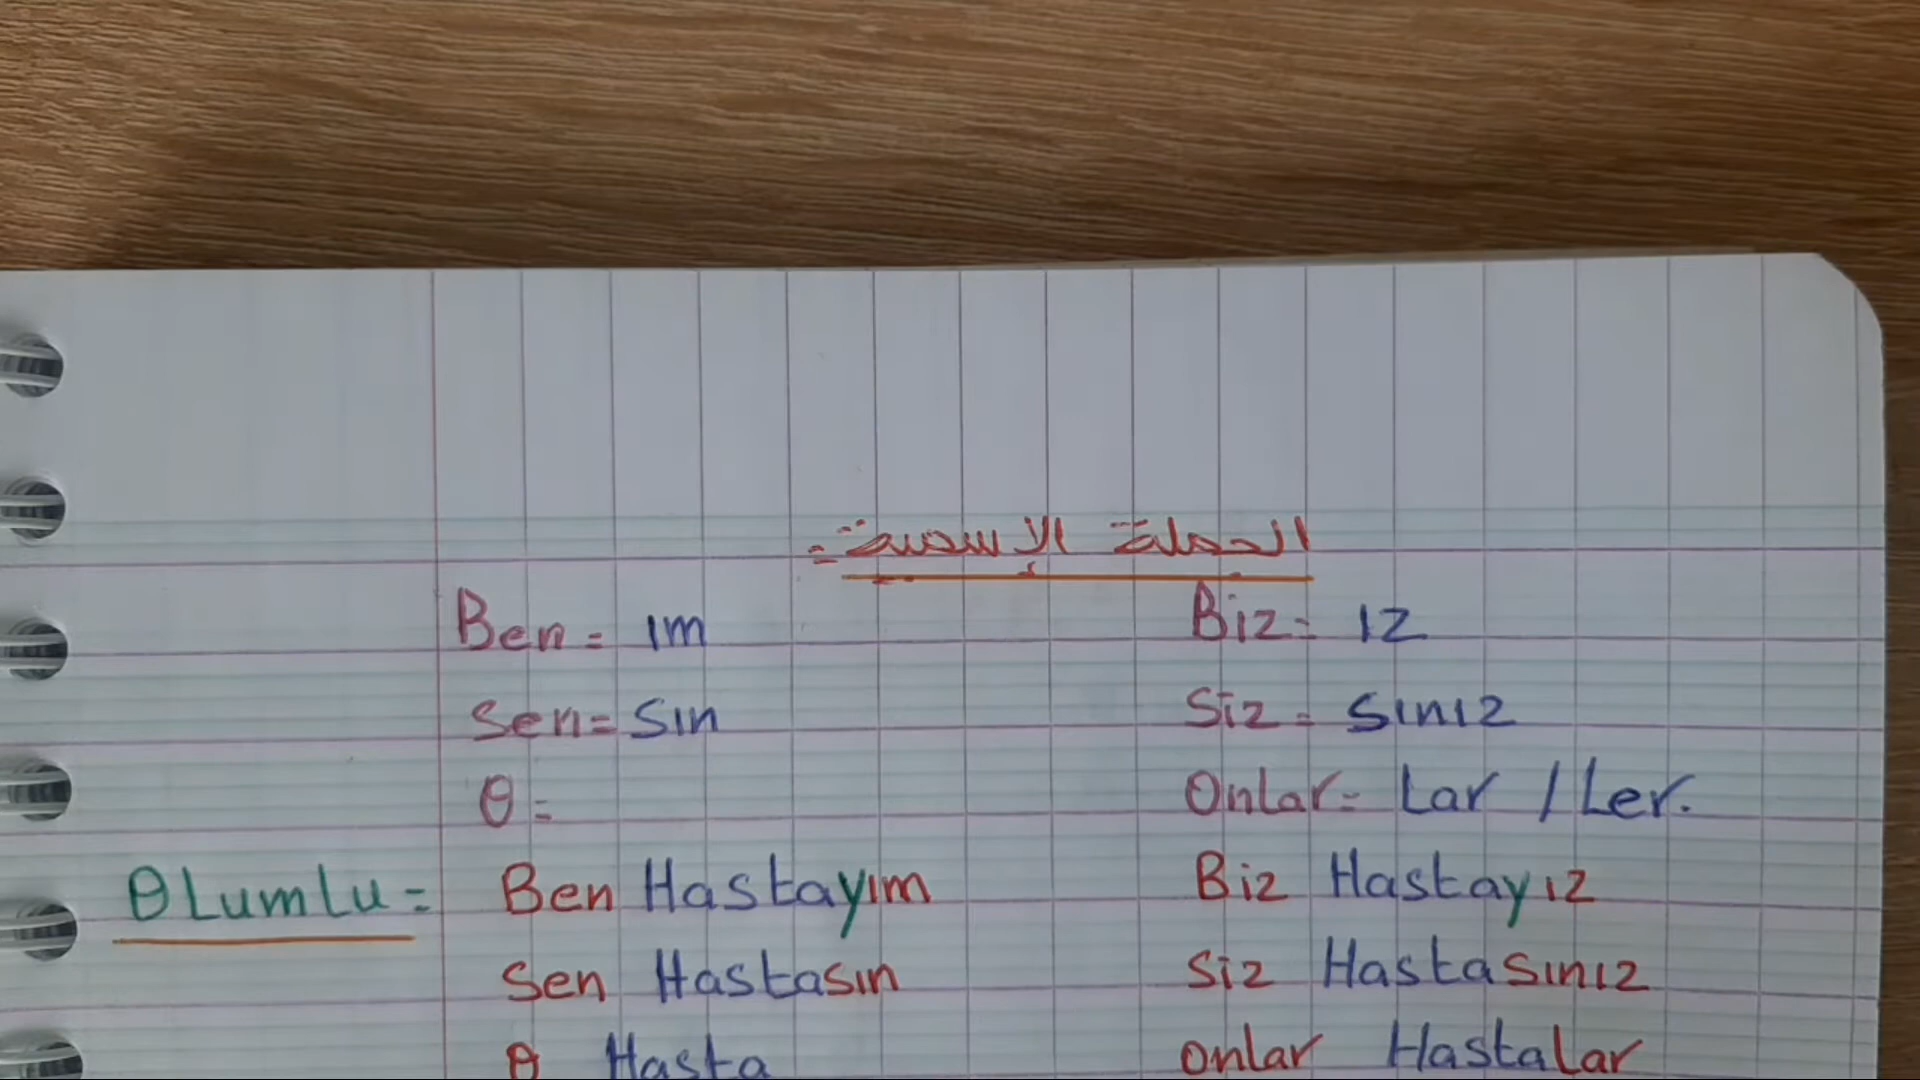 الجملة الإسمية:
Ben = ım Biz = ız
Sen = sın Siz = sınız
θ = Onlar = Lar / Ler.
θLumLu = Ben Hastayım Biz Hastayız
Sen Hastasın Siz Hastasınız
θ Hasta Onlar Hastalar